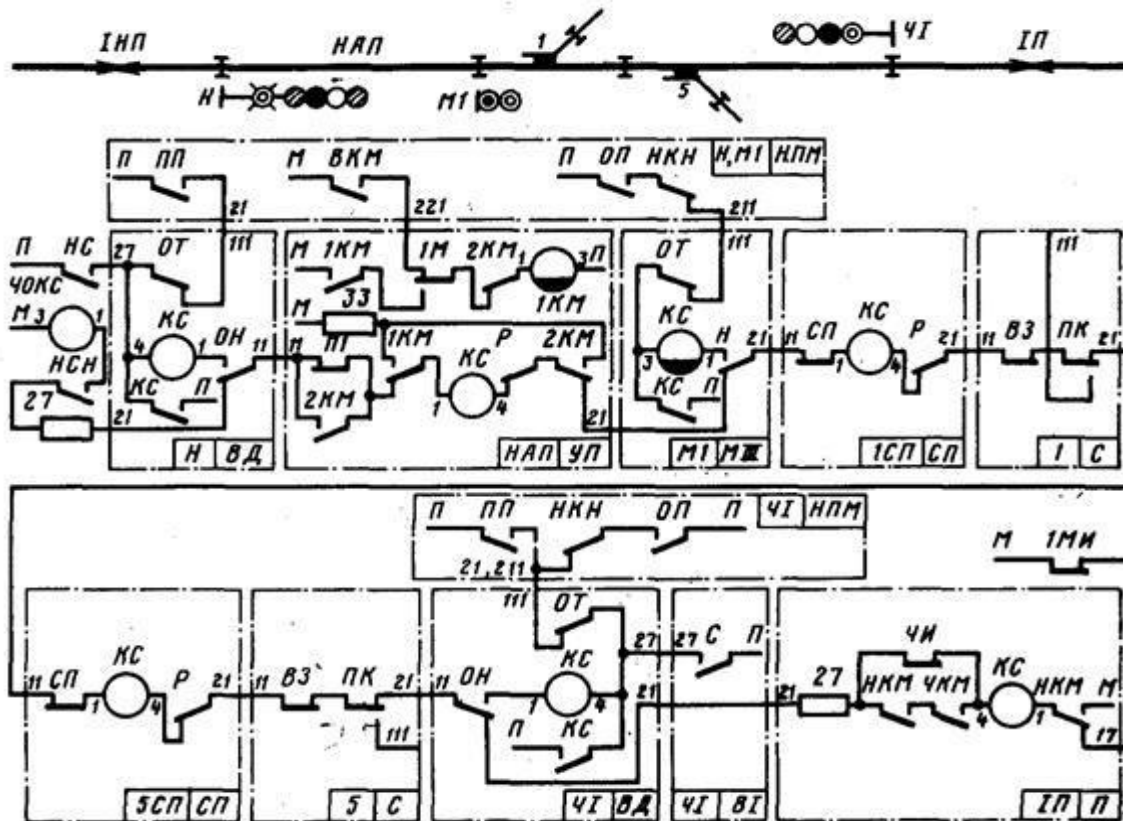 IНП НАП 1 ЧI IП
Н М1 5
П ПП М ВКМ П ОП НКН Н,М1 НПМ
21 221 211
П НС 27 ОТ 111 М 1КМ 1М 2КМ 1 3 П ОТ 111 111
ЧОКС КС М 33 1КМ КС Н
М 3 1 4 1 ОН 11 11 П1 1КМ Р 2КМ 3 1 21 11 СП КС Р 21 11 ВЗ ПК 21
НСН КС П 2КМ КС КС П 1 4
27 21 1 4 21
Н ВД НАП УП М1 МIII 1СП СП 1 С
П ПП НКН ОП П ЧI НПМ М 1МИ
21,211
111 ОТ 27 27 С П ЧИ
КС КС 27 КС
11 СП Р 21 11 ВЗ ПК 21 11 ОН 21 21 НКМ ЧКМ НКМ М
1 4 1 4 4 1
111 П КС 17
5СП СП 5 С ЧI ВД ЧI ВI IП П